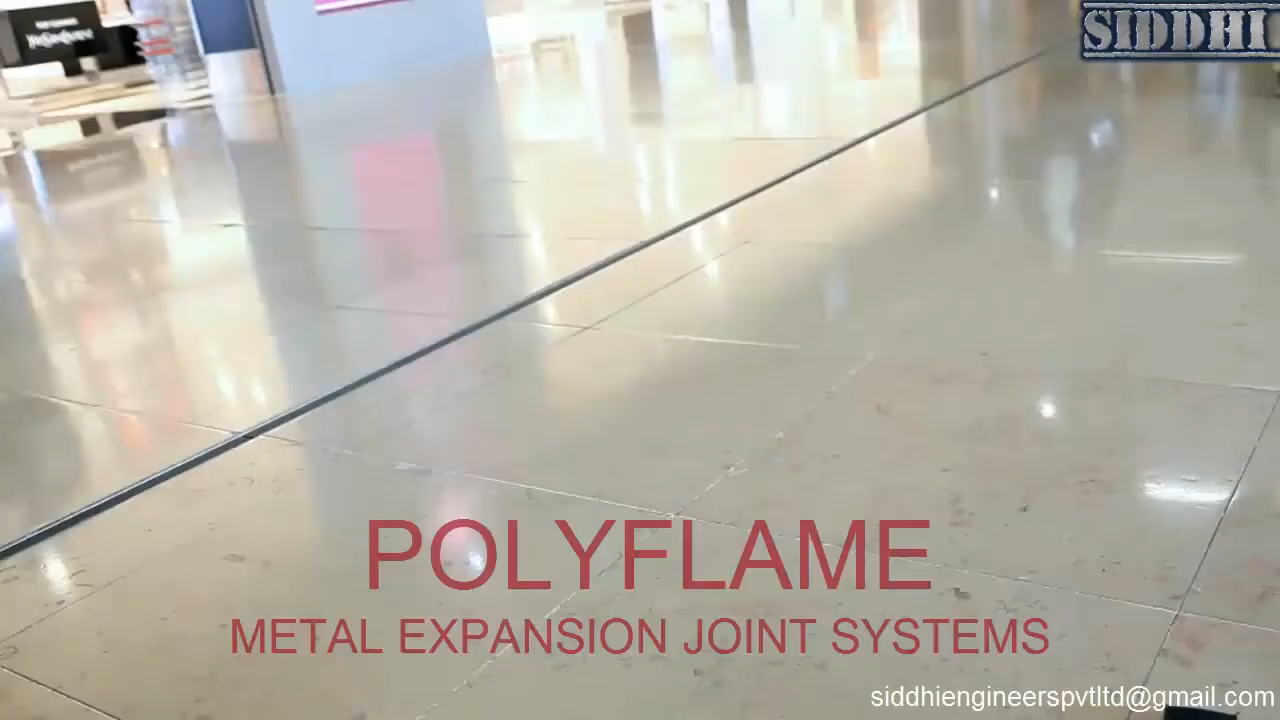 SIDDHI
POLYFLAME
METAL EXPANSION JOINT SYSTEMS
siddhiengineerspvtltd@gmail.com